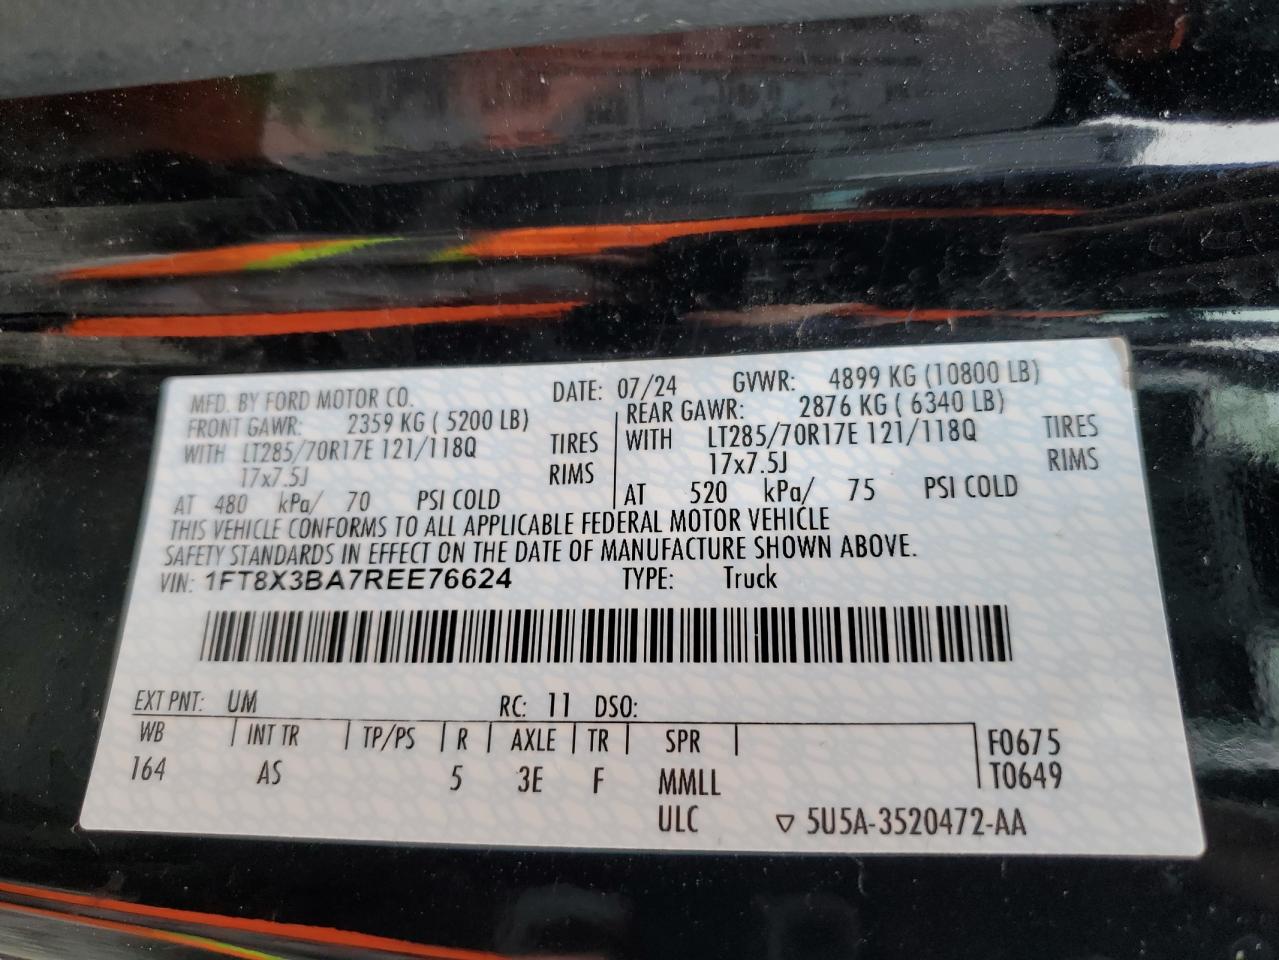 MFD. BY FORD MOTOR CO. DATE: 07/24 GVWR: 4899 KG (10800 LB)
FRONT GAWR: 2359 KG ( 5200 LB) REAR GAWR: 2876 KG ( 6340 LB)
WITH LT285/70R17E 121/118Q TIRES WITH LT285/70R17E 121/118Q TIRES
17x7.5J RIMS 17x7.5J RIMS
AT 480 kPa/ 70 PSI COLD AT 520 kPa/ 75 PSI COLD
THIS VEHICLE CONFORMS TO ALL APPLICABLE FEDERAL MOTOR VEHICLE
SAFETY STANDARDS IN EFFECT ON THE DATE OF MANUFACTURE SHOWN ABOVE.
VIN: 1FT8X3BA7REE76624 TYPE: Truck
EXT PNT: UM RC: 11 DSO:
WB INT TR TP/PS R AXLE TR SPR F0675
164 AS 5 3E F MMLL T0649
ULC ▽ 5U5A-3520472-AA